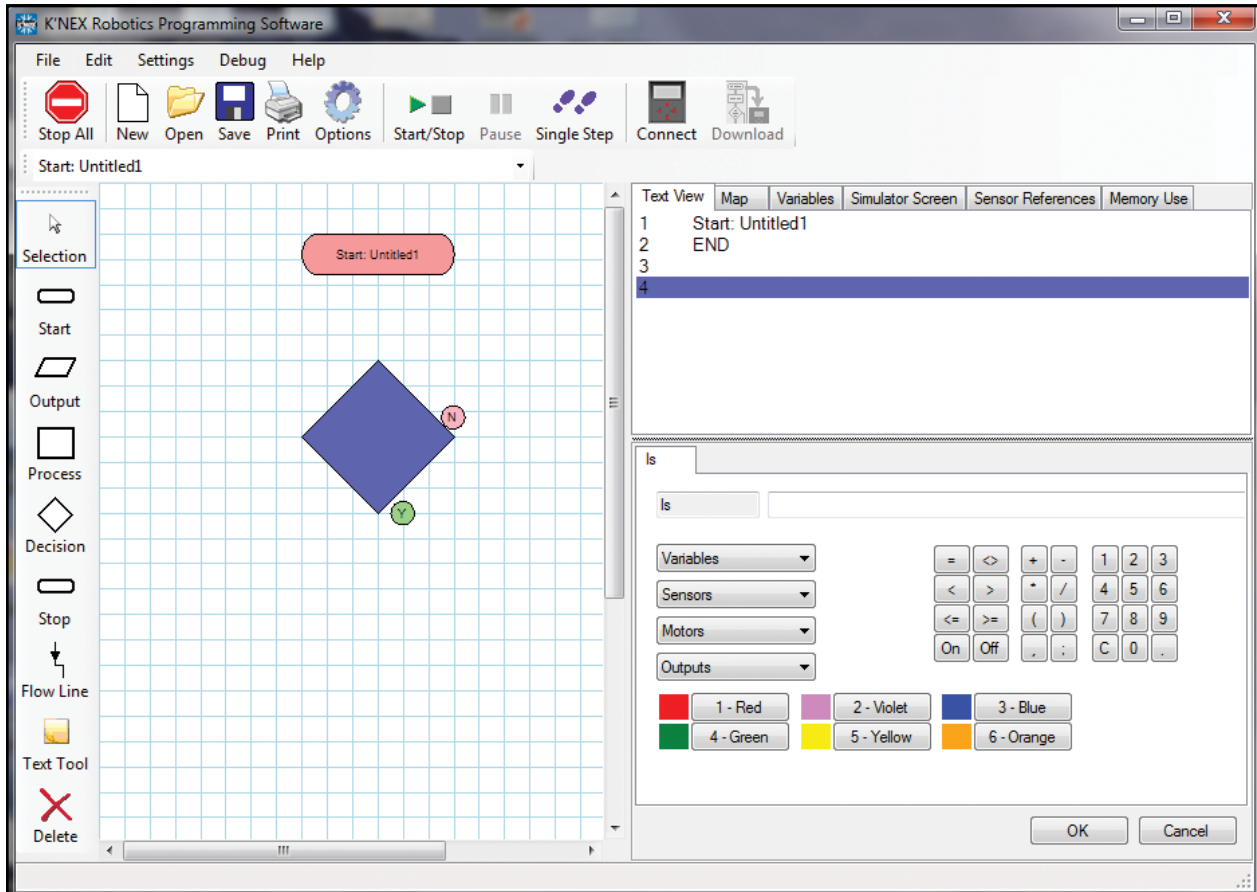 K'NEX Robotics Programming Software
File Edit Settings Debug Help
Stop All New Open Save Print Options Start/Stop Pause Single Step Connect Download
Start: Untitled1
Selection
Start
Output
Process
Decision
Stop
Flow Line
Text Tool
Delete
Start: Untitled1
N
Y
Text View Map Variables Simulator Screen Sensor References Memory Use
1 Start: Untitled1
2 END
3
4
Is
Is
Variables
Sensors
Motors
Outputs
= <> + - 1 2 3
< > * / 4 5 6
<= >= ( ) 7 8 9
On Off , ; C 0 .
1 - Red 2 - Violet 3 - Blue
4 - Green 5 - Yellow 6 - Orange
OK Cancel